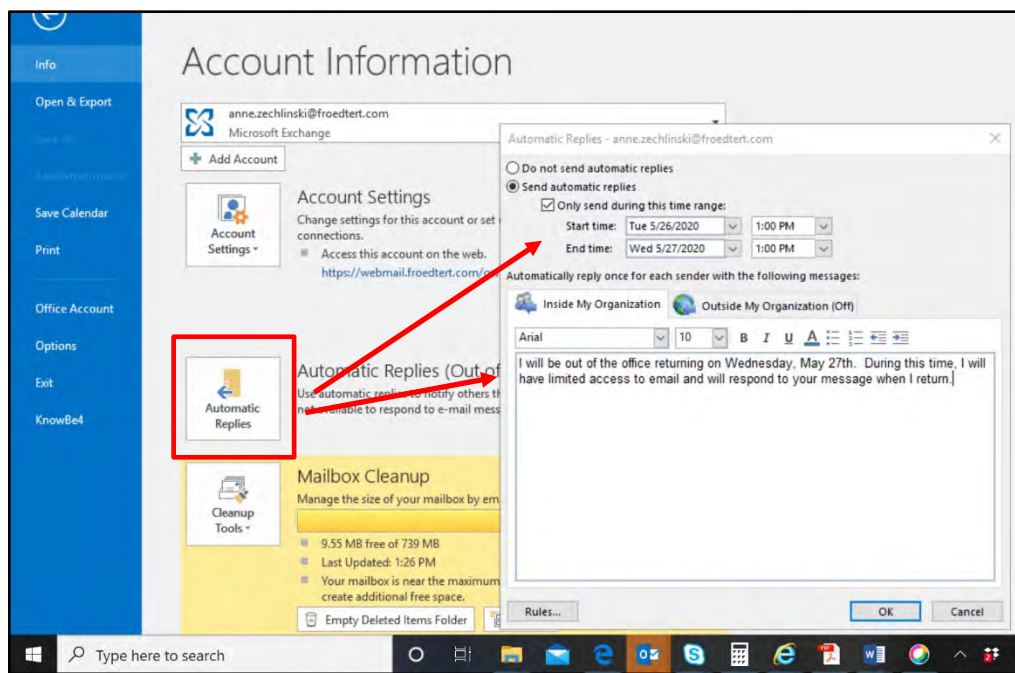 Info
Open & Export
Save Calendar
Print
Office Account
Options
Exit
KnowBe4
Account Information
anne.zechlinski@froedtert.com
Microsoft Exchange
Add Account
Account
Settings
Account Settings
Change settings for this account or set
connections.
Access this account on the web.
https://webmail.froedtert.com/
Automatic
Replies
Automatic Replies (Out of
Use automatic replies to notify others th
not available to respond to e-mail mess
Cleanup
Tools
Mailbox Cleanup
Manage the size of your mailbox by em
9.55 MB free of 739 MB
Last Updated: 1:26 PM
Your mailbox is near the maximum
create additional free space.
Empty Deleted Items Folder
Automatic Replies - anne.zechlinski@froedtert.com
Do not send automatic replies
Send automatic replies
Only send during this time range:
Start time: Tue 5/26/2020 1:00 PM
End time: Wed 5/27/2020 1:00 PM
Automatically reply once for each sender with the following messages:
Inside My Organization Outside My Organization (Off)
Arial 10 B I U A
I will be out of the office returning on Wednesday, May 27th. During this time, I will
have limited access to email and will respond to your message when I return.
Rules... OK Cancel
Type here to search